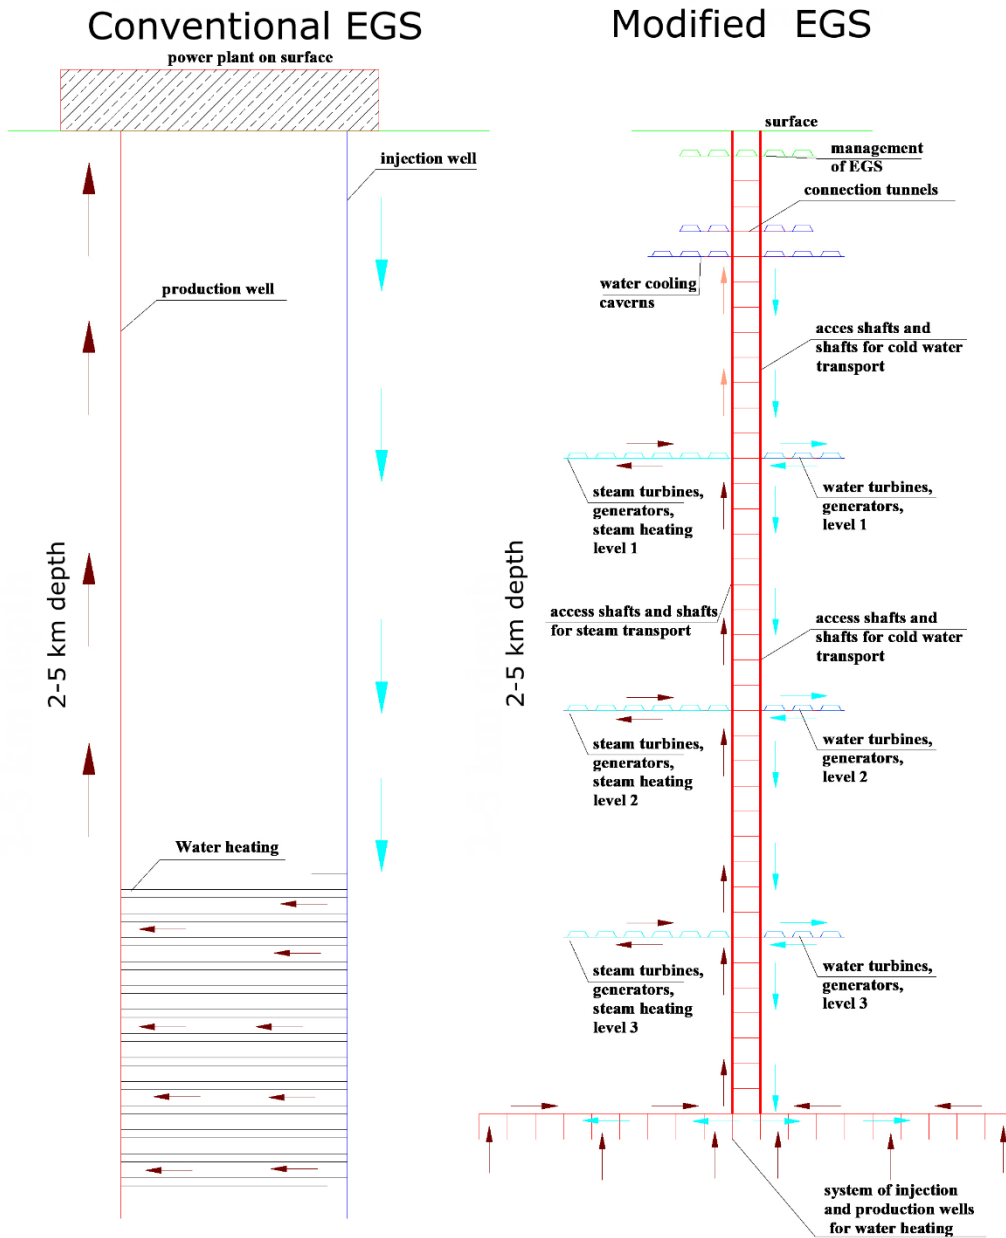 Conventional EGS
power plant on surface
injection well
production well
2-5 km depth
Water heating
Modified EGS
surface
management
of EGS
connection tunnels
water cooling
caverns
acces shafts and
shafts for cold water
transport
steam turbines,
generators,
steam heating
level 1
water turbines,
generators,
level 1
2-5 km depth
access shafts and shafts
for steam transport
access shafts and
shafts for cold water
transport
steam turbines,
generators,
steam heating
level 2
water turbines,
generators,
level 2
steam turbines,
generators,
steam heating
level 3
water turbines,
generators,
level 3
system of injection
and production wells
for water heating